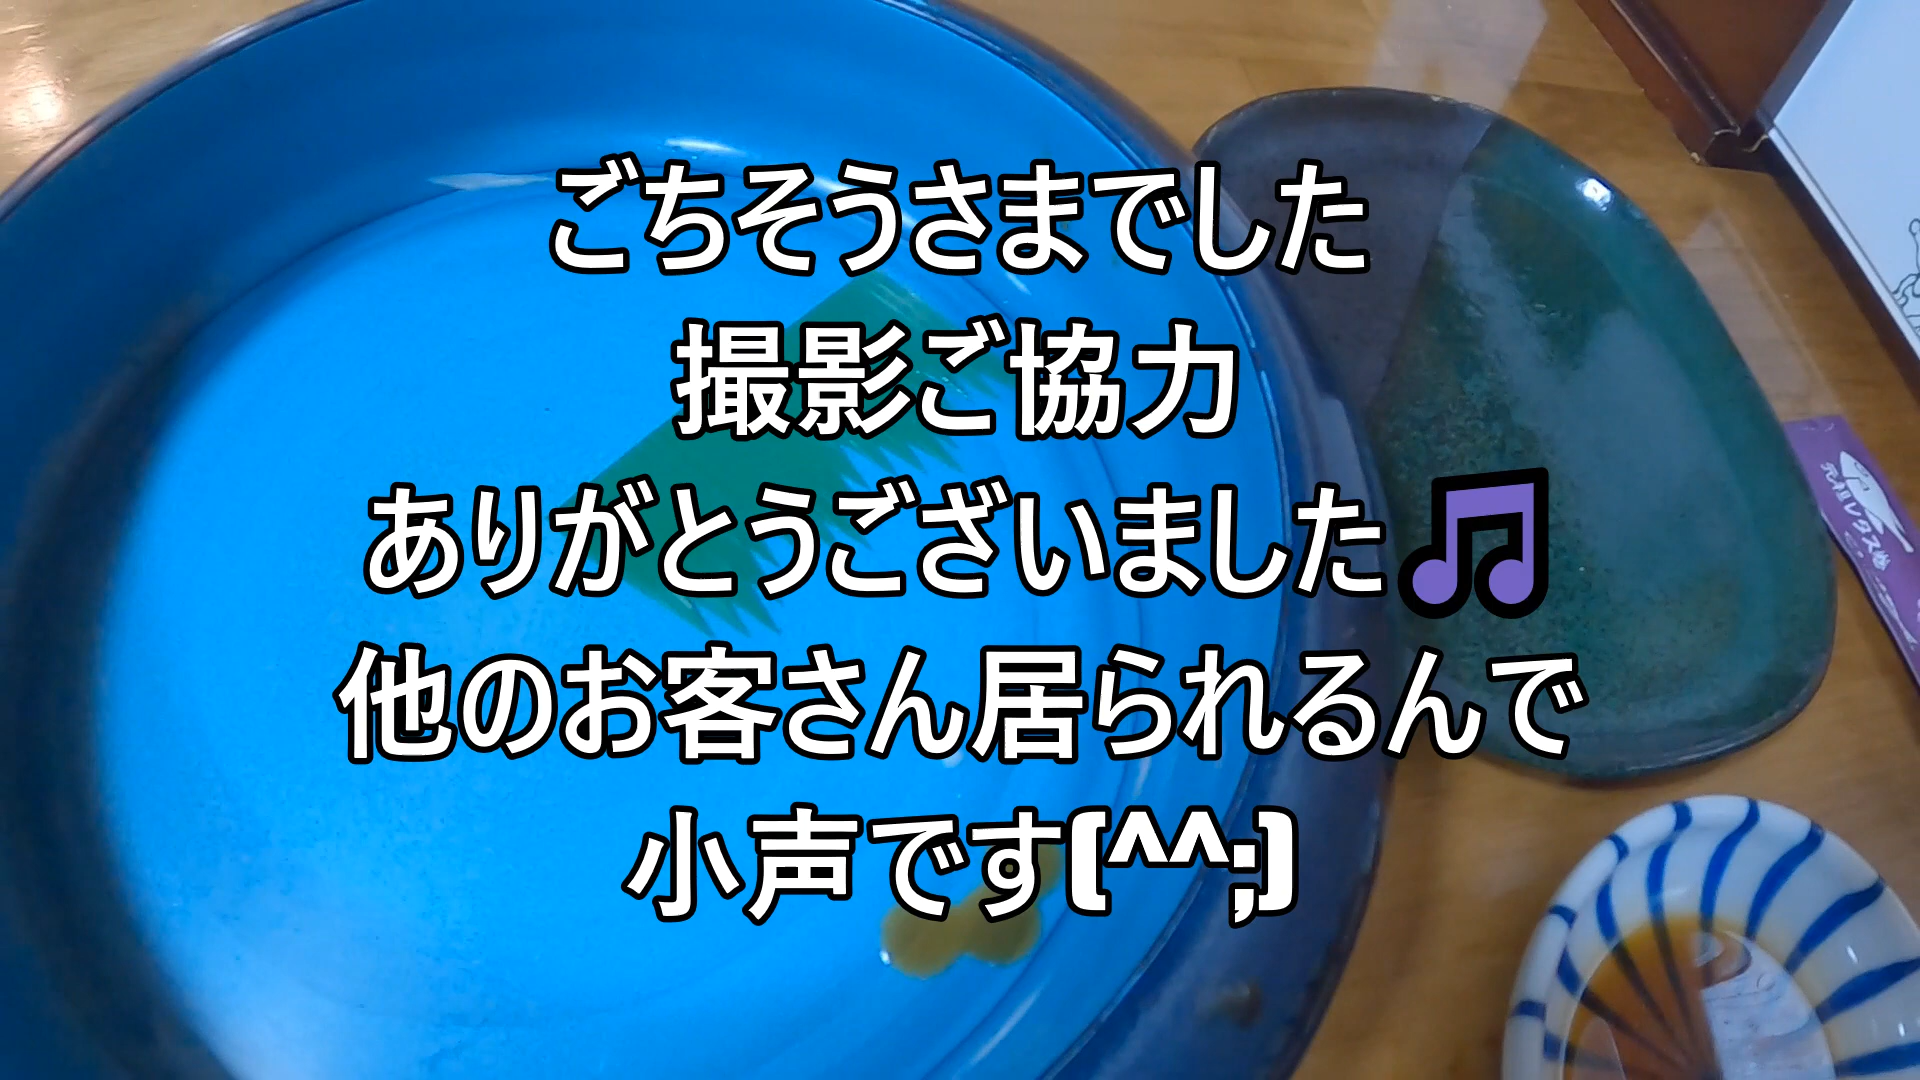 ごちそうさまでした
撮影ご協力
ありがとうございました🎵
他のお客さん居られるんで
小声です(^^;)